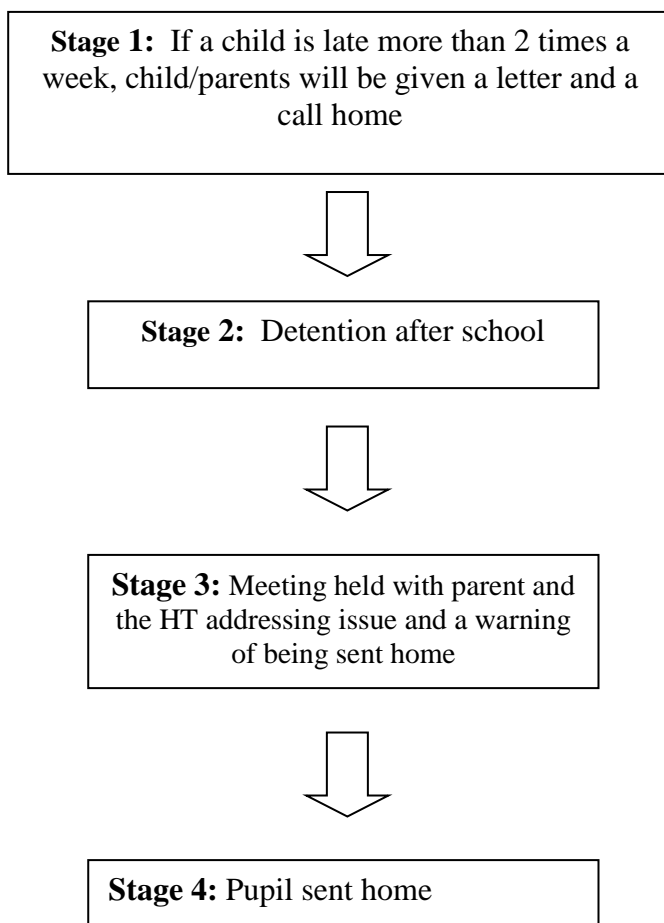 Stage 1: If a child is late more than 2 times a
week, child/parents will be given a letter and a
call home
Stage 2: Detention after school
Stage 3: Meeting held with parent and
the HT addressing issue and a warning
of being sent home
Stage 4: Pupil sent home